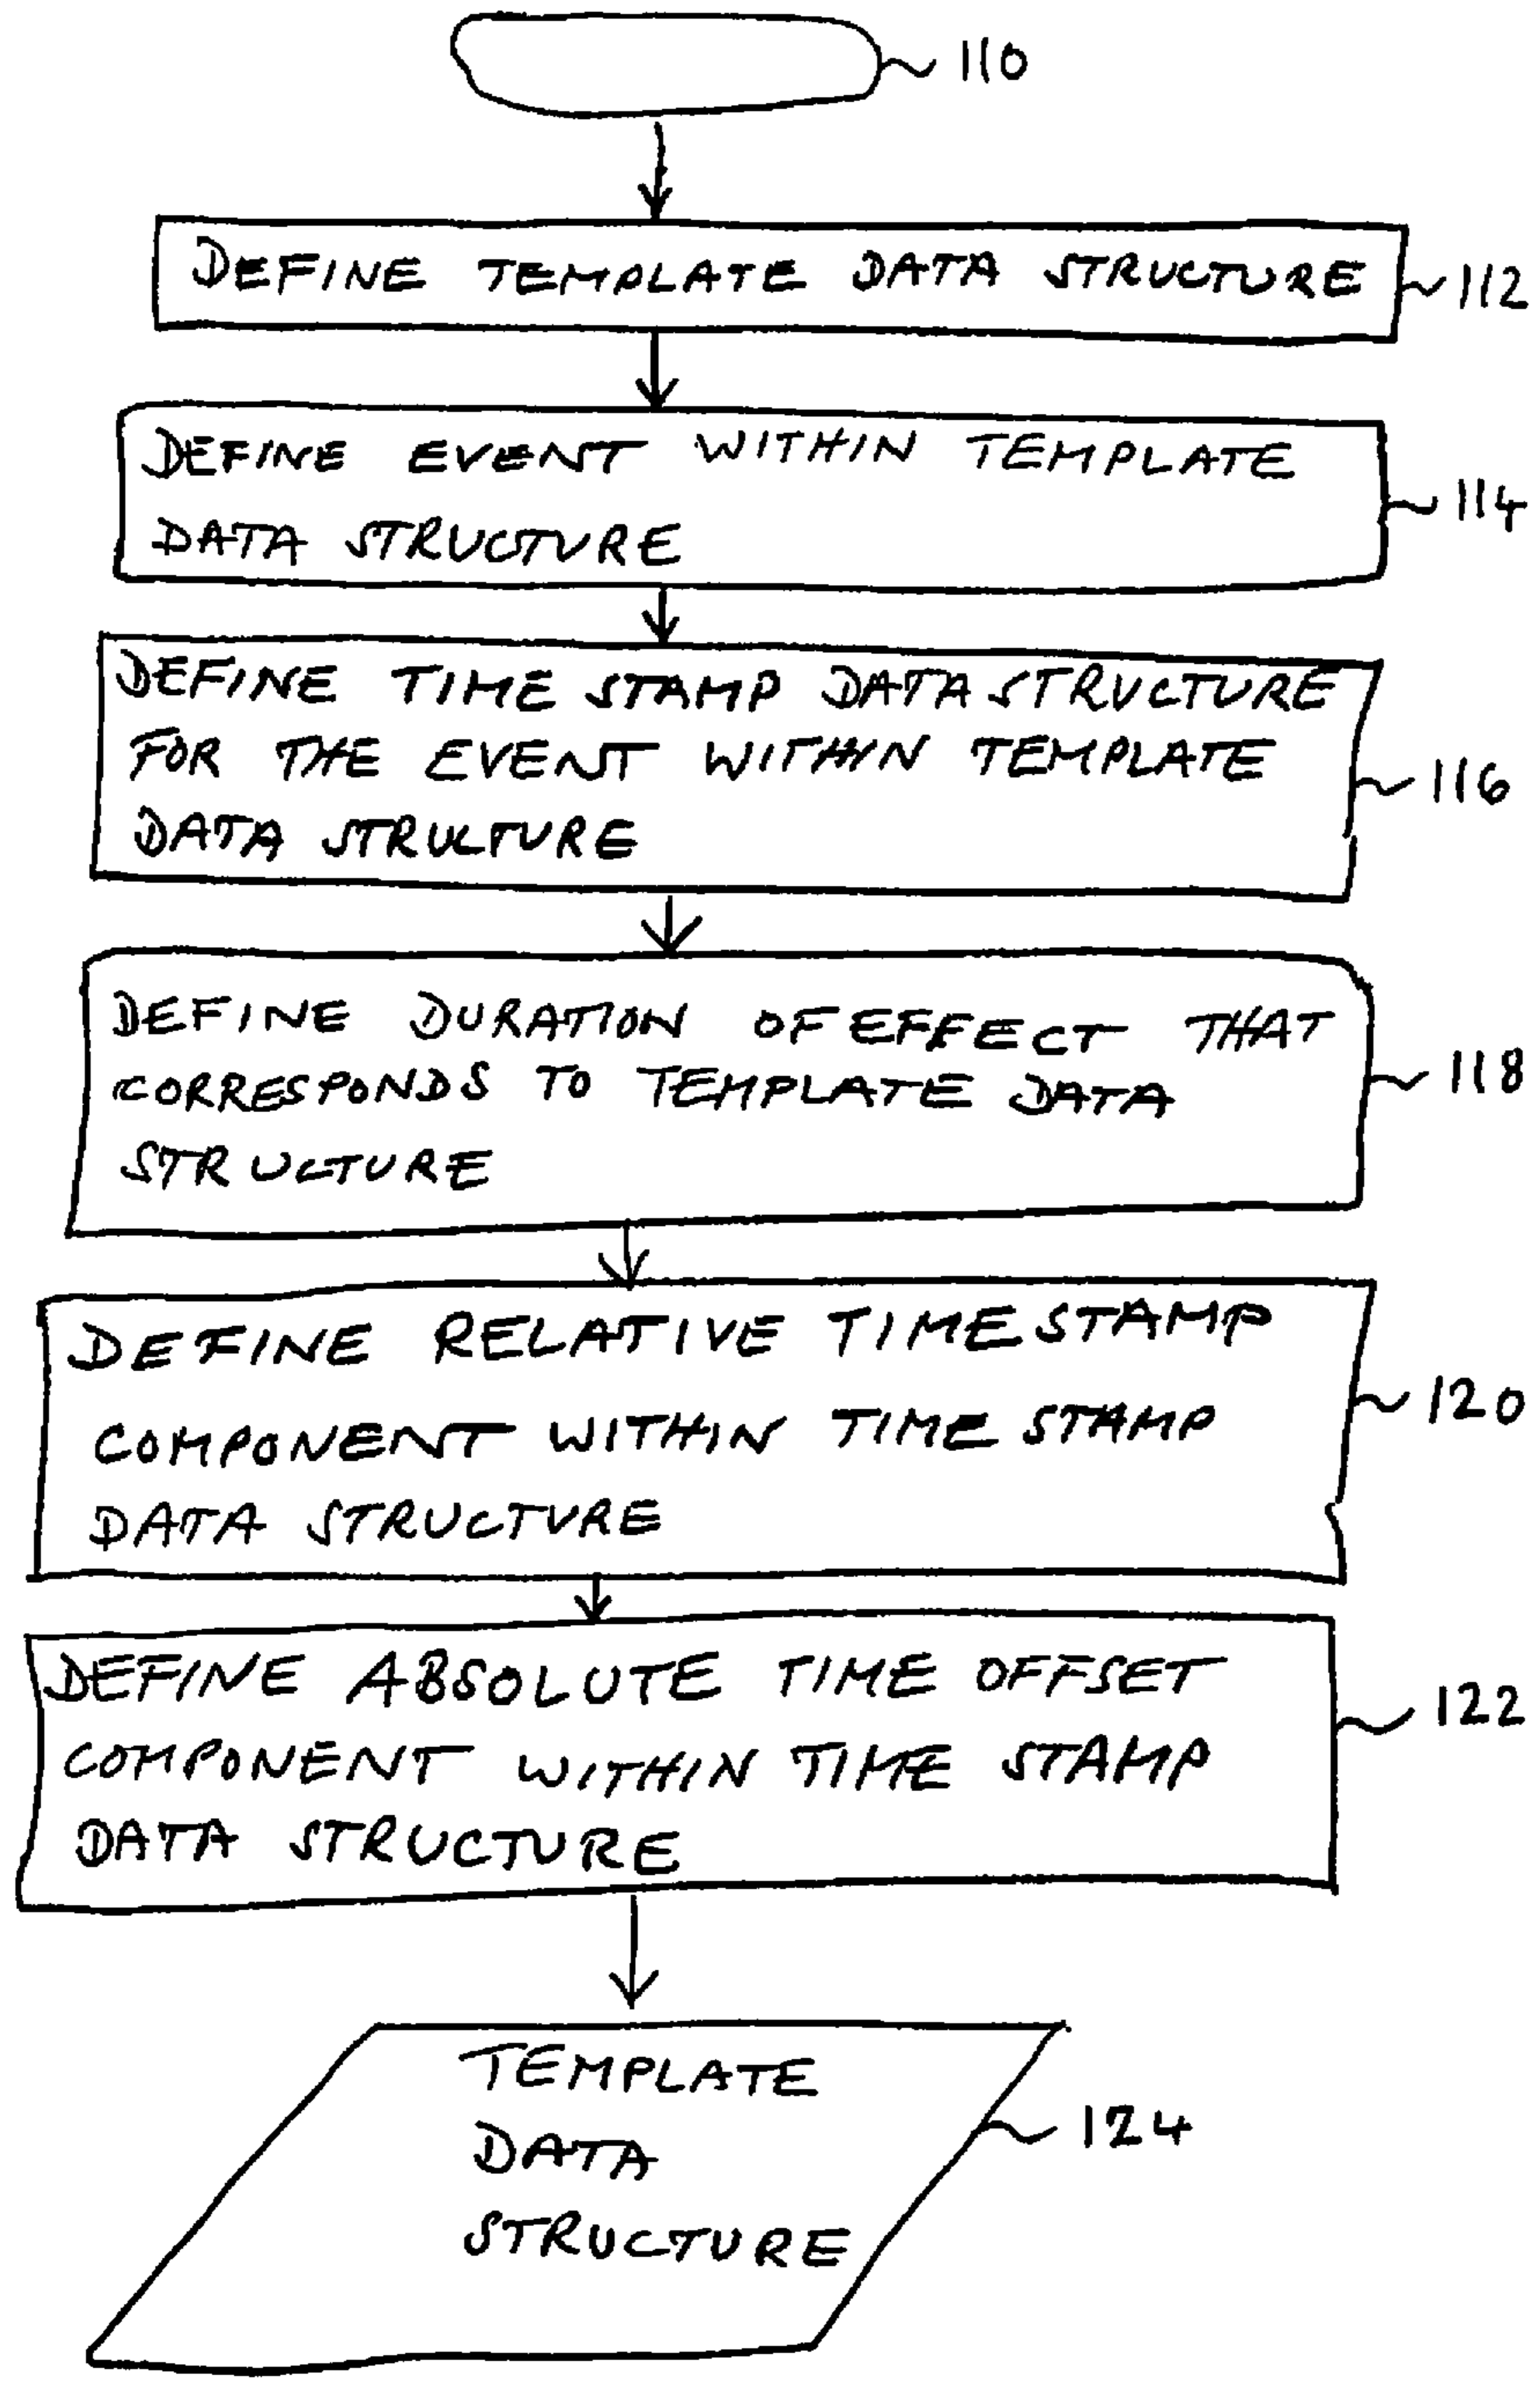 110
DEFINE TEMPLATE DATA STRUCTURE
112
DEFINE EVENT WITHIN TEMPLATE
DATA STRUCTURE
114
DEFINE TIME STAMP DATA STRUCTURE
FOR THE EVENT WITHIN TEMPLATE
DATA STRUCTURE
116
DEFINE DURATION OF EFFECT THAT
CORRESPONDS TO TEMPLATE DATA
STRUCTURE
118
DEFINE RELATIVE TIME STAMP
COMPONENT WITHIN TIME STAMP
DATA STRUCTURE
120
DEFINE ABSOLUTE TIME OFFSET
COMPONENT WITHIN TIME STAMP
DATA STRUCTURE
122
TEMPLATE
DATA
STRUCTURE
124